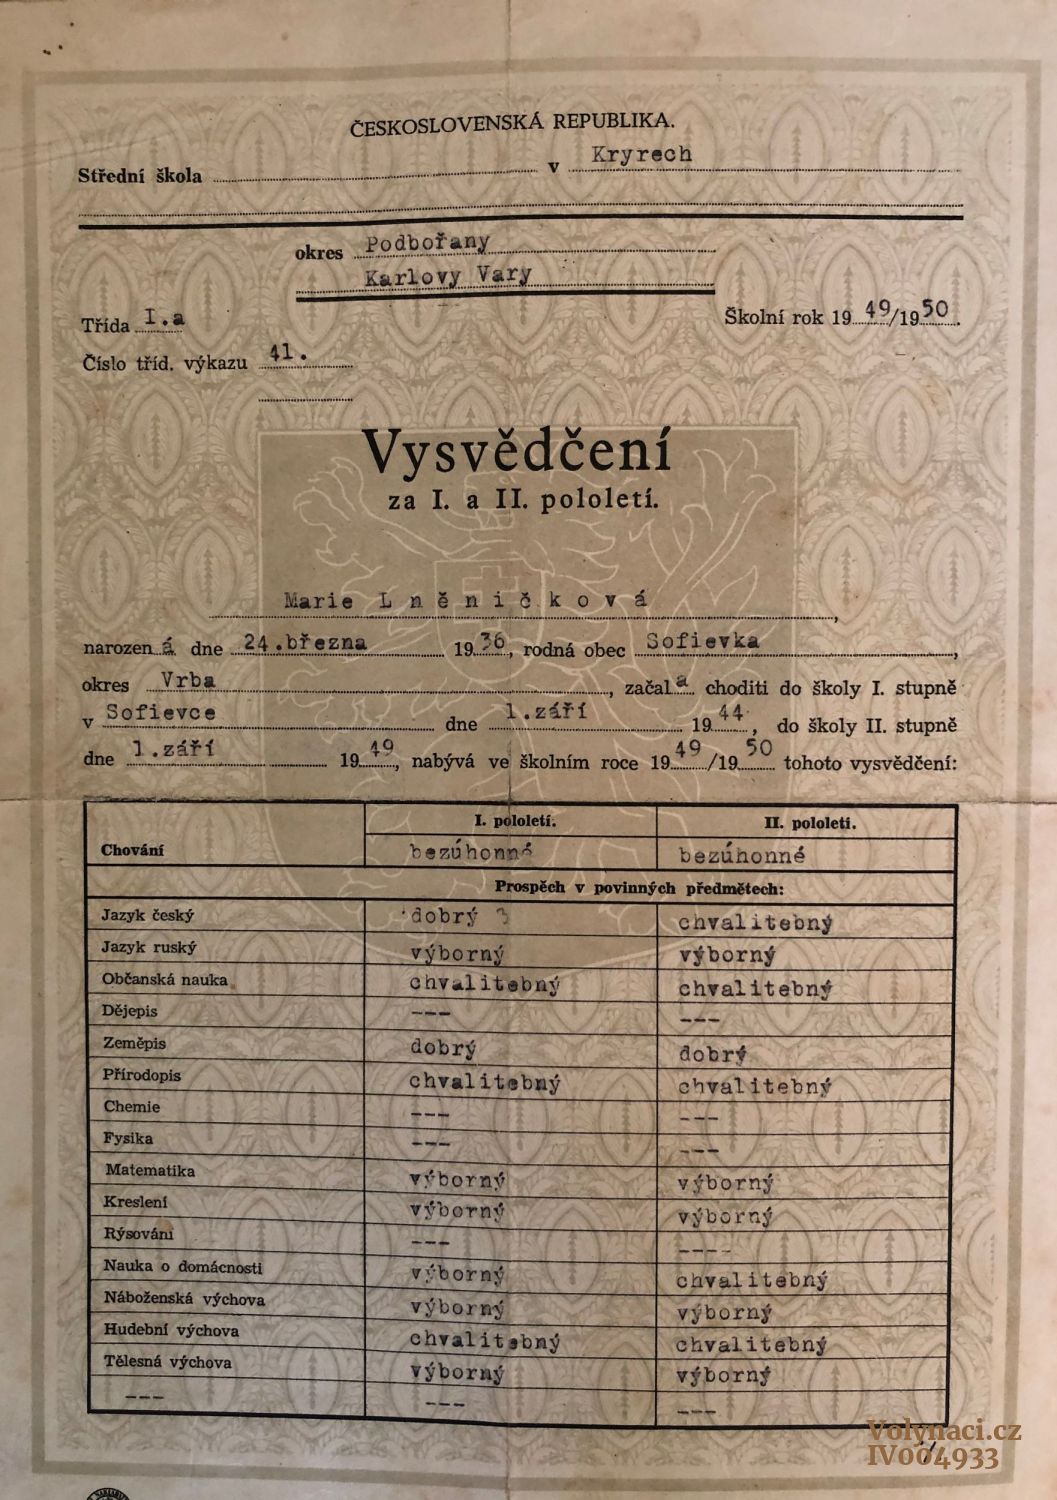 ČESKOSLOVENSKÁ REPUBLIKA.
Střední škola v Kryrech
okres Podbořany
Karlovy Vary
Třída I.a Školní rok 1949/1950.
Číslo tříd. výkazu 41.
Vysvědčení
za I. a II. pololetí.
Marie Lněničková,
narozená dne 24.března 1936, rodná obec Sofievka,
okres Vrba, začala choditi do školy I. stupně
v Sofievce dne 1.září 1944, do školy II. stupně
dne 1.září 1949, nabývá ve školním roce 1949/1950 tohoto vysvědčení:
I. pololetí. II. pololetí.
Chování bezúhonné bezúhonné
Prospěch v povinných předmětech:
Jazyk český dobrý 3 chvalitebný
Jazyk ruský výborný výborný
Občanská nauka chvalitebný chvalitebný
Dějepis --- ---
Zeměpis dobrý dobrý
Přírodopis chvalitebný chvalitebný
Chemie --- ---
Fysika --- ---
Matematika výborný výborný
Kreslení výborný výborný
Rýsování --- ----
Nauka o domácnosti výborný chvalitebný
Náboženská výchova výborný výborný
Hudební výchova chvalitebný chvalitebný
Tělesná výchova výborný výborný
--- --- ---
Volynaci.cz
IV004933